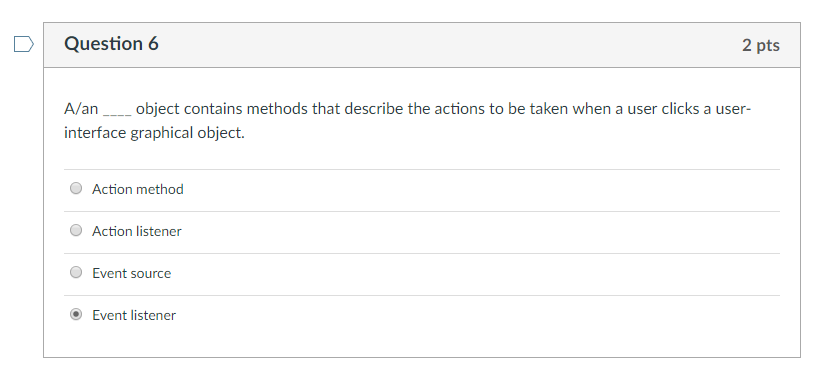 Question 6
2 pts
A/an ____ object contains methods that describe the actions to be taken when a user clicks a user-
interface graphical object.
Action method
Action listener
Event source
Event listener